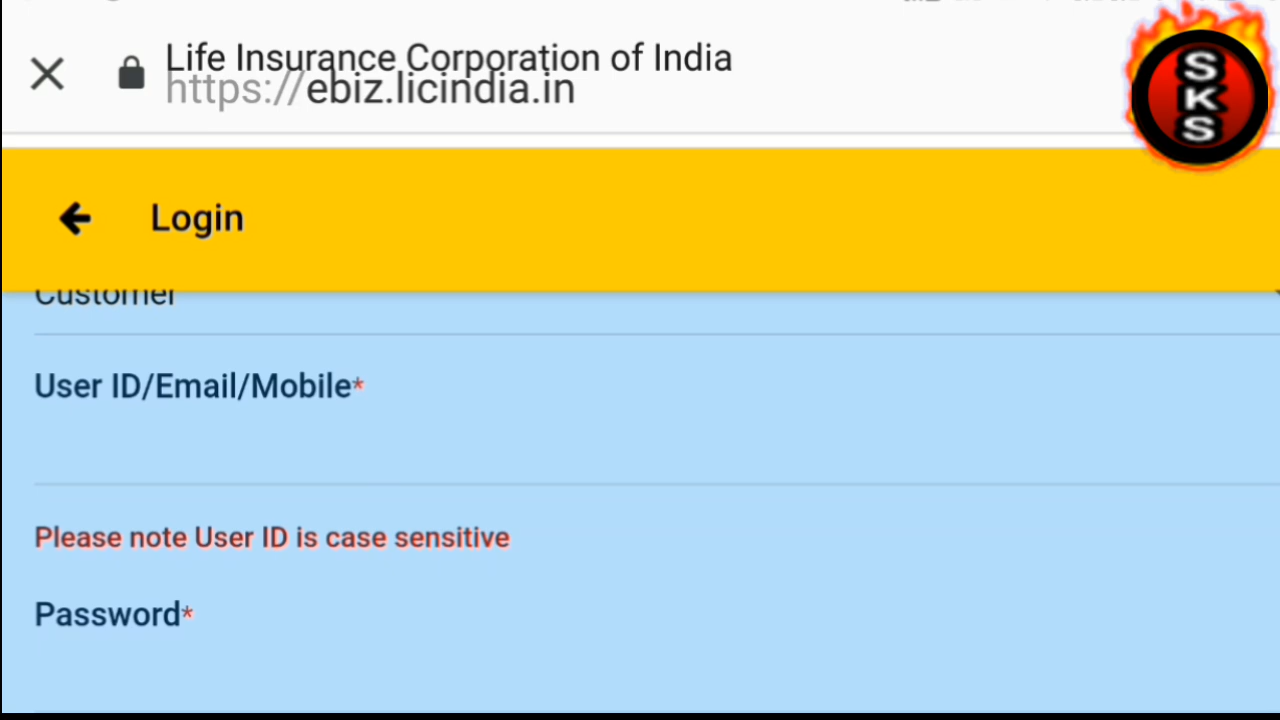 Life Insurance Corporation of India
https://ebiz.licindia.in
SKS
Login
Customer
User ID/Email/Mobile*
Please note User ID is case sensitive
Password*